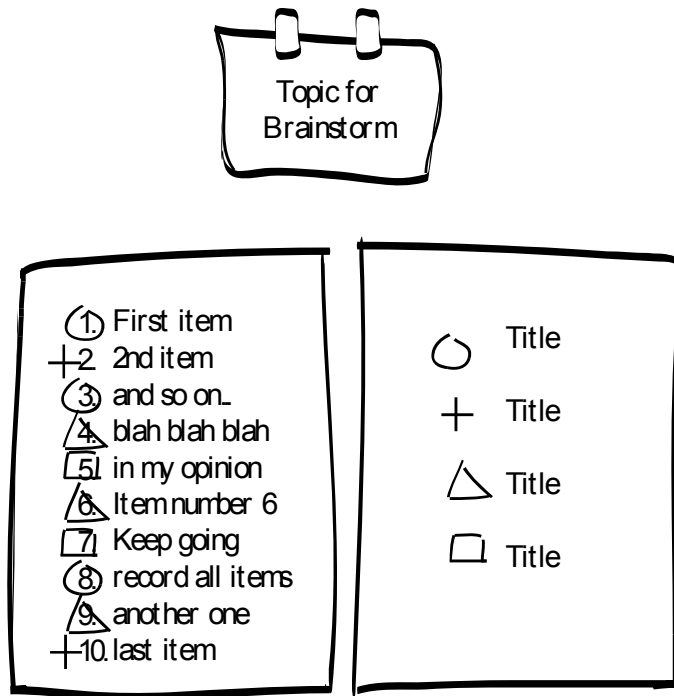 Topic for
Brainstorm
1. First item
2. 2nd item
3. and so on...
4. blah blah blah
5. in my opinion
6. Item number 6
7. Keep going
8. record all items
9. another one
10. last item
Title
Title
Title
Title